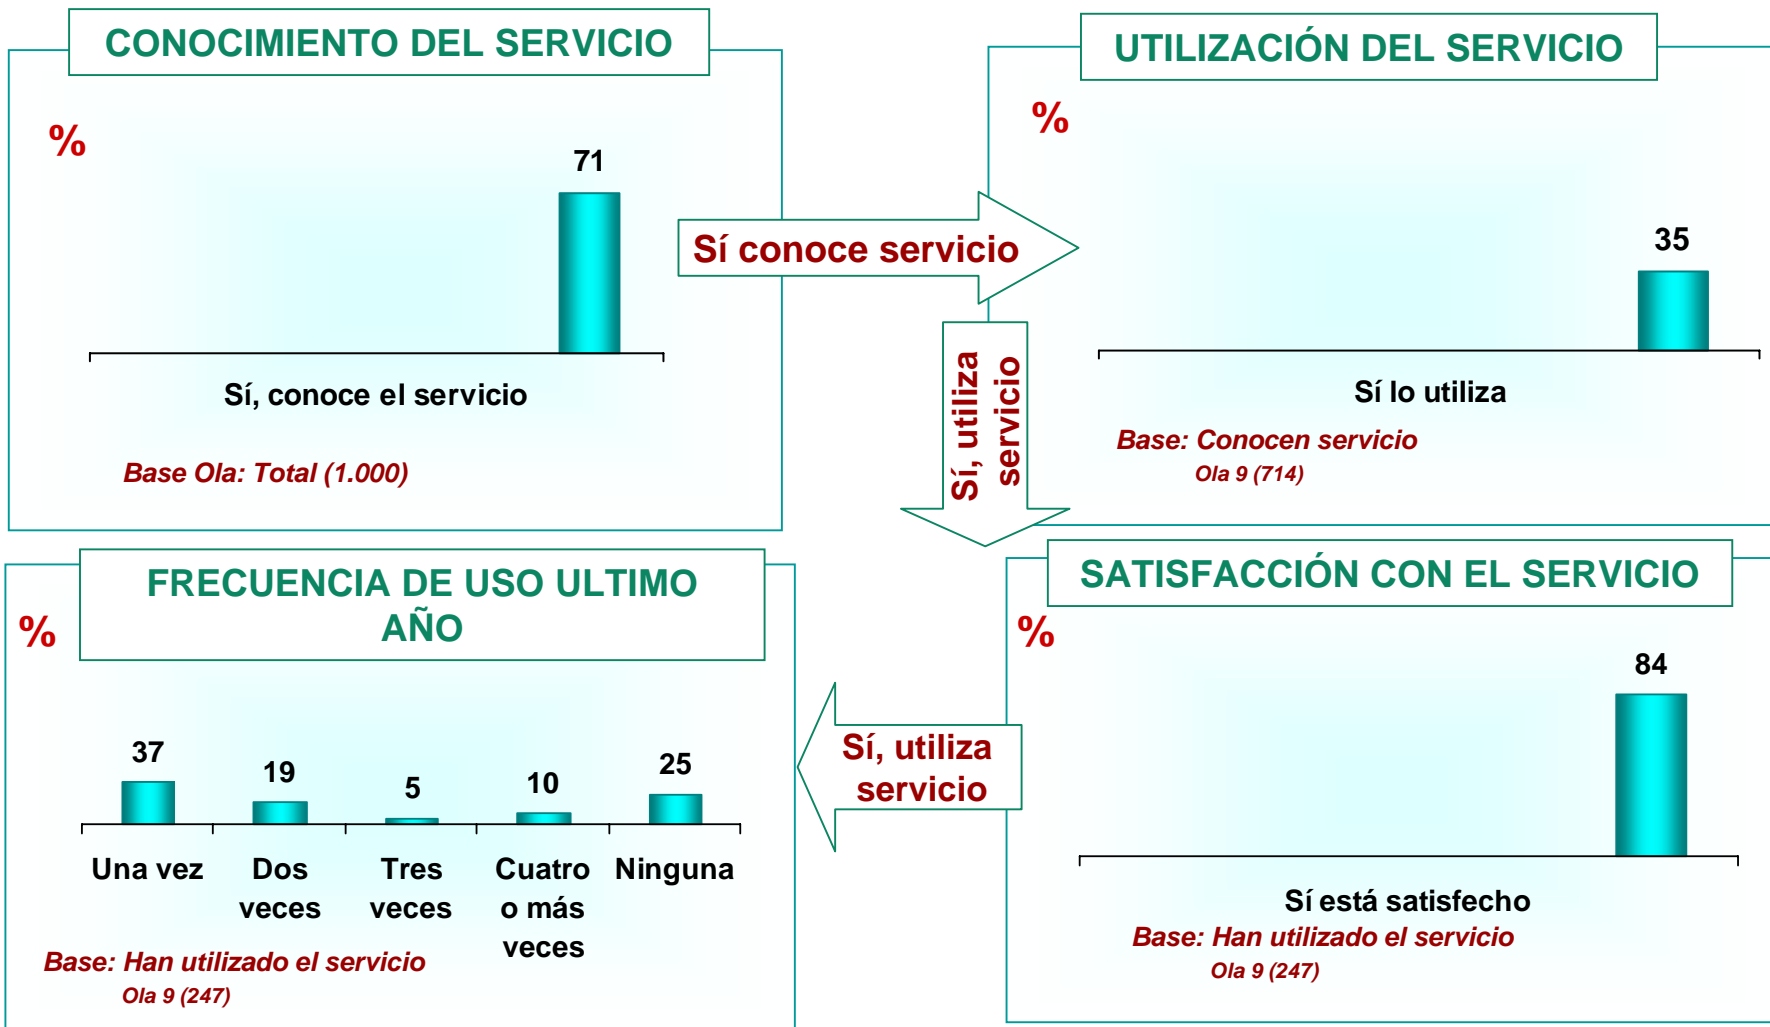 CONOCIMIENTO DEL SERVICIO
%
71
Sí, conoce el servicio
Base Ola: Total (1.000)
Sí conoce servicio
UTILIZACIÓN DEL SERVICIO
%
35
Sí lo utiliza
Base: Conocen servicio
Ola 9 (714)
Sí, utiliza
servicio
SATISFACCIÓN CON EL SERVICIO
%
84
Sí está satisfecho
Base: Han utilizado el servicio
Ola 9 (247)
Sí, utiliza
servicio
FRECUENCIA DE USO ULTIMO
AÑO
%
37 19 5 10 25
Una vez Dos Tres Cuatro Ninguna
veces veces o más
veces
Base: Han utilizado el servicio
Ola 9 (247)